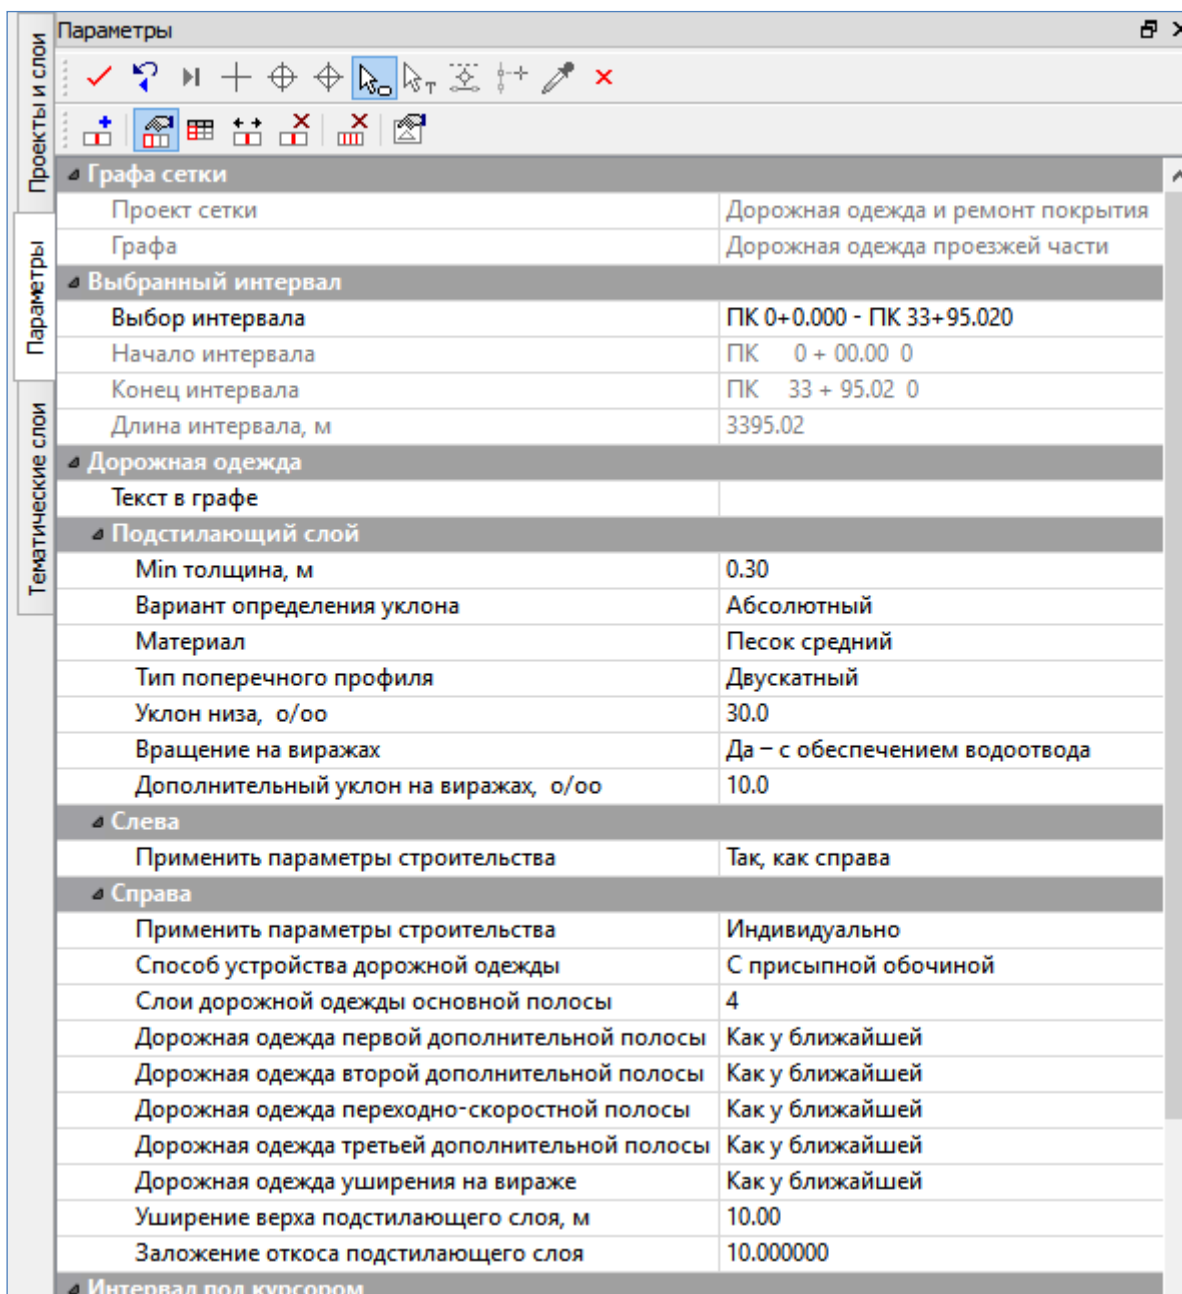 Параметры
Проекты и слои
Параметры
Тематические слои
Графа сетки
Проект сетки Дорожная одежда и ремонт покрытия
Графа Дорожная одежда проезжей части
Выбранный интервал
Выбор интервала ПК 0+0.000 - ПК 33+95.020
Начало интервала ПК 0 + 00.00 0
Конец интервала ПК 33 + 95.02 0
Длина интервала, м 3395.02
Дорожная одежда
Текст в графе
Подстилающий слой
Min толщина, м 0.30
Вариант определения уклона Абсолютный
Материал Песок средний
Тип поперечного профиля Двускатный
Уклон низа, о/оо 30.0
Вращение на виражах Да – с обеспечением водоотвода
Дополнительный уклон на виражах, о/оо 10.0
Слева
Применить параметры строительства Так, как справа
Справа
Применить параметры строительства Индивидуально
Способ устройства дорожной одежды С присыпной обочиной
Слои дорожной одежды основной полосы 4
Дорожная одежда первой дополнительной полосы Как у ближайшей
Дорожная одежда второй дополнительной полосы Как у ближайшей
Дорожная одежда переходно-скоростной полосы Как у ближайшей
Дорожная одежда третьей дополнительной полосы Как у ближайшей
Дорожная одежда уширения на вираже Как у ближайшей
Уширение верха подстилающего слоя, м 10.00
Заложение откоса подстилающего слоя 10.000000
Интервал под курсором